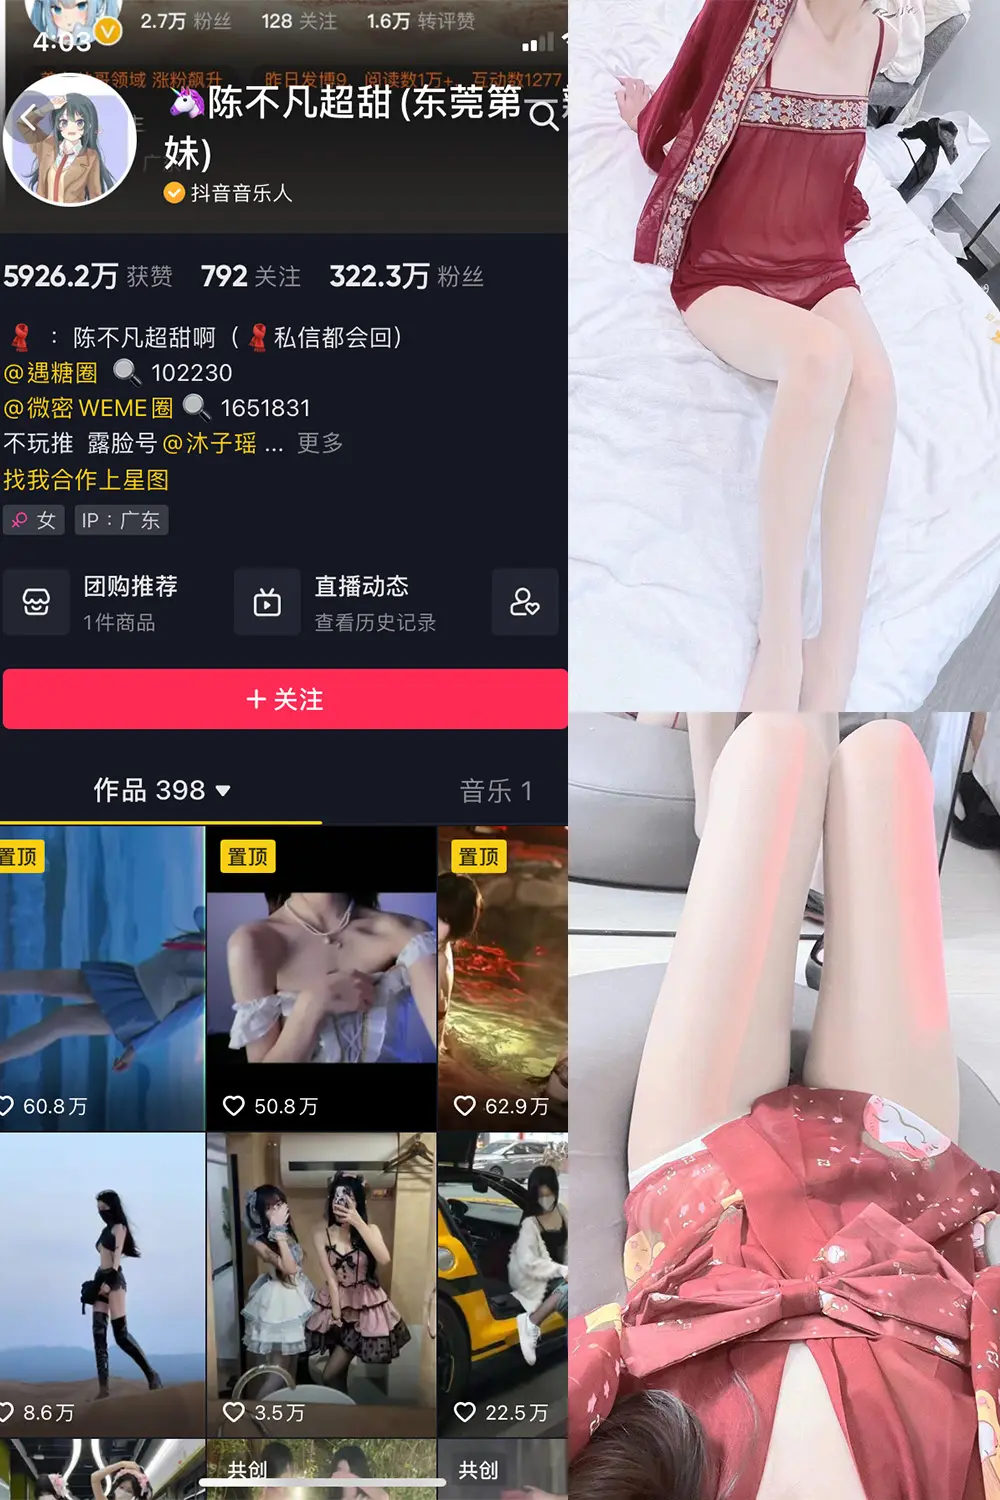 2.7万 粉丝 128 关注 1.6万 转评赞
4:03
哥领域 涨粉飙升 昨日发博9, 阅读数1万+, 互动数1277
陈不凡超甜 (东莞第一
妹)
抖音音乐人
5926.2万 获赞 792 关注 322.3万 粉丝
： 陈不凡超甜啊（ 私信都会回）
@遇糖圈 102230
@微密WEME圈 1651831
不玩推 露脸号@沐子瑶 ... 更多
找我合作上星图
女 IP：广东
团购推荐 直播动态
1件商品 查看历史记录
+ 关注
作品 398 音乐 1
置顶 置顶 置顶
60.8万 50.8万 62.9万
8.6万 3.5万 22.5万
共创 共创